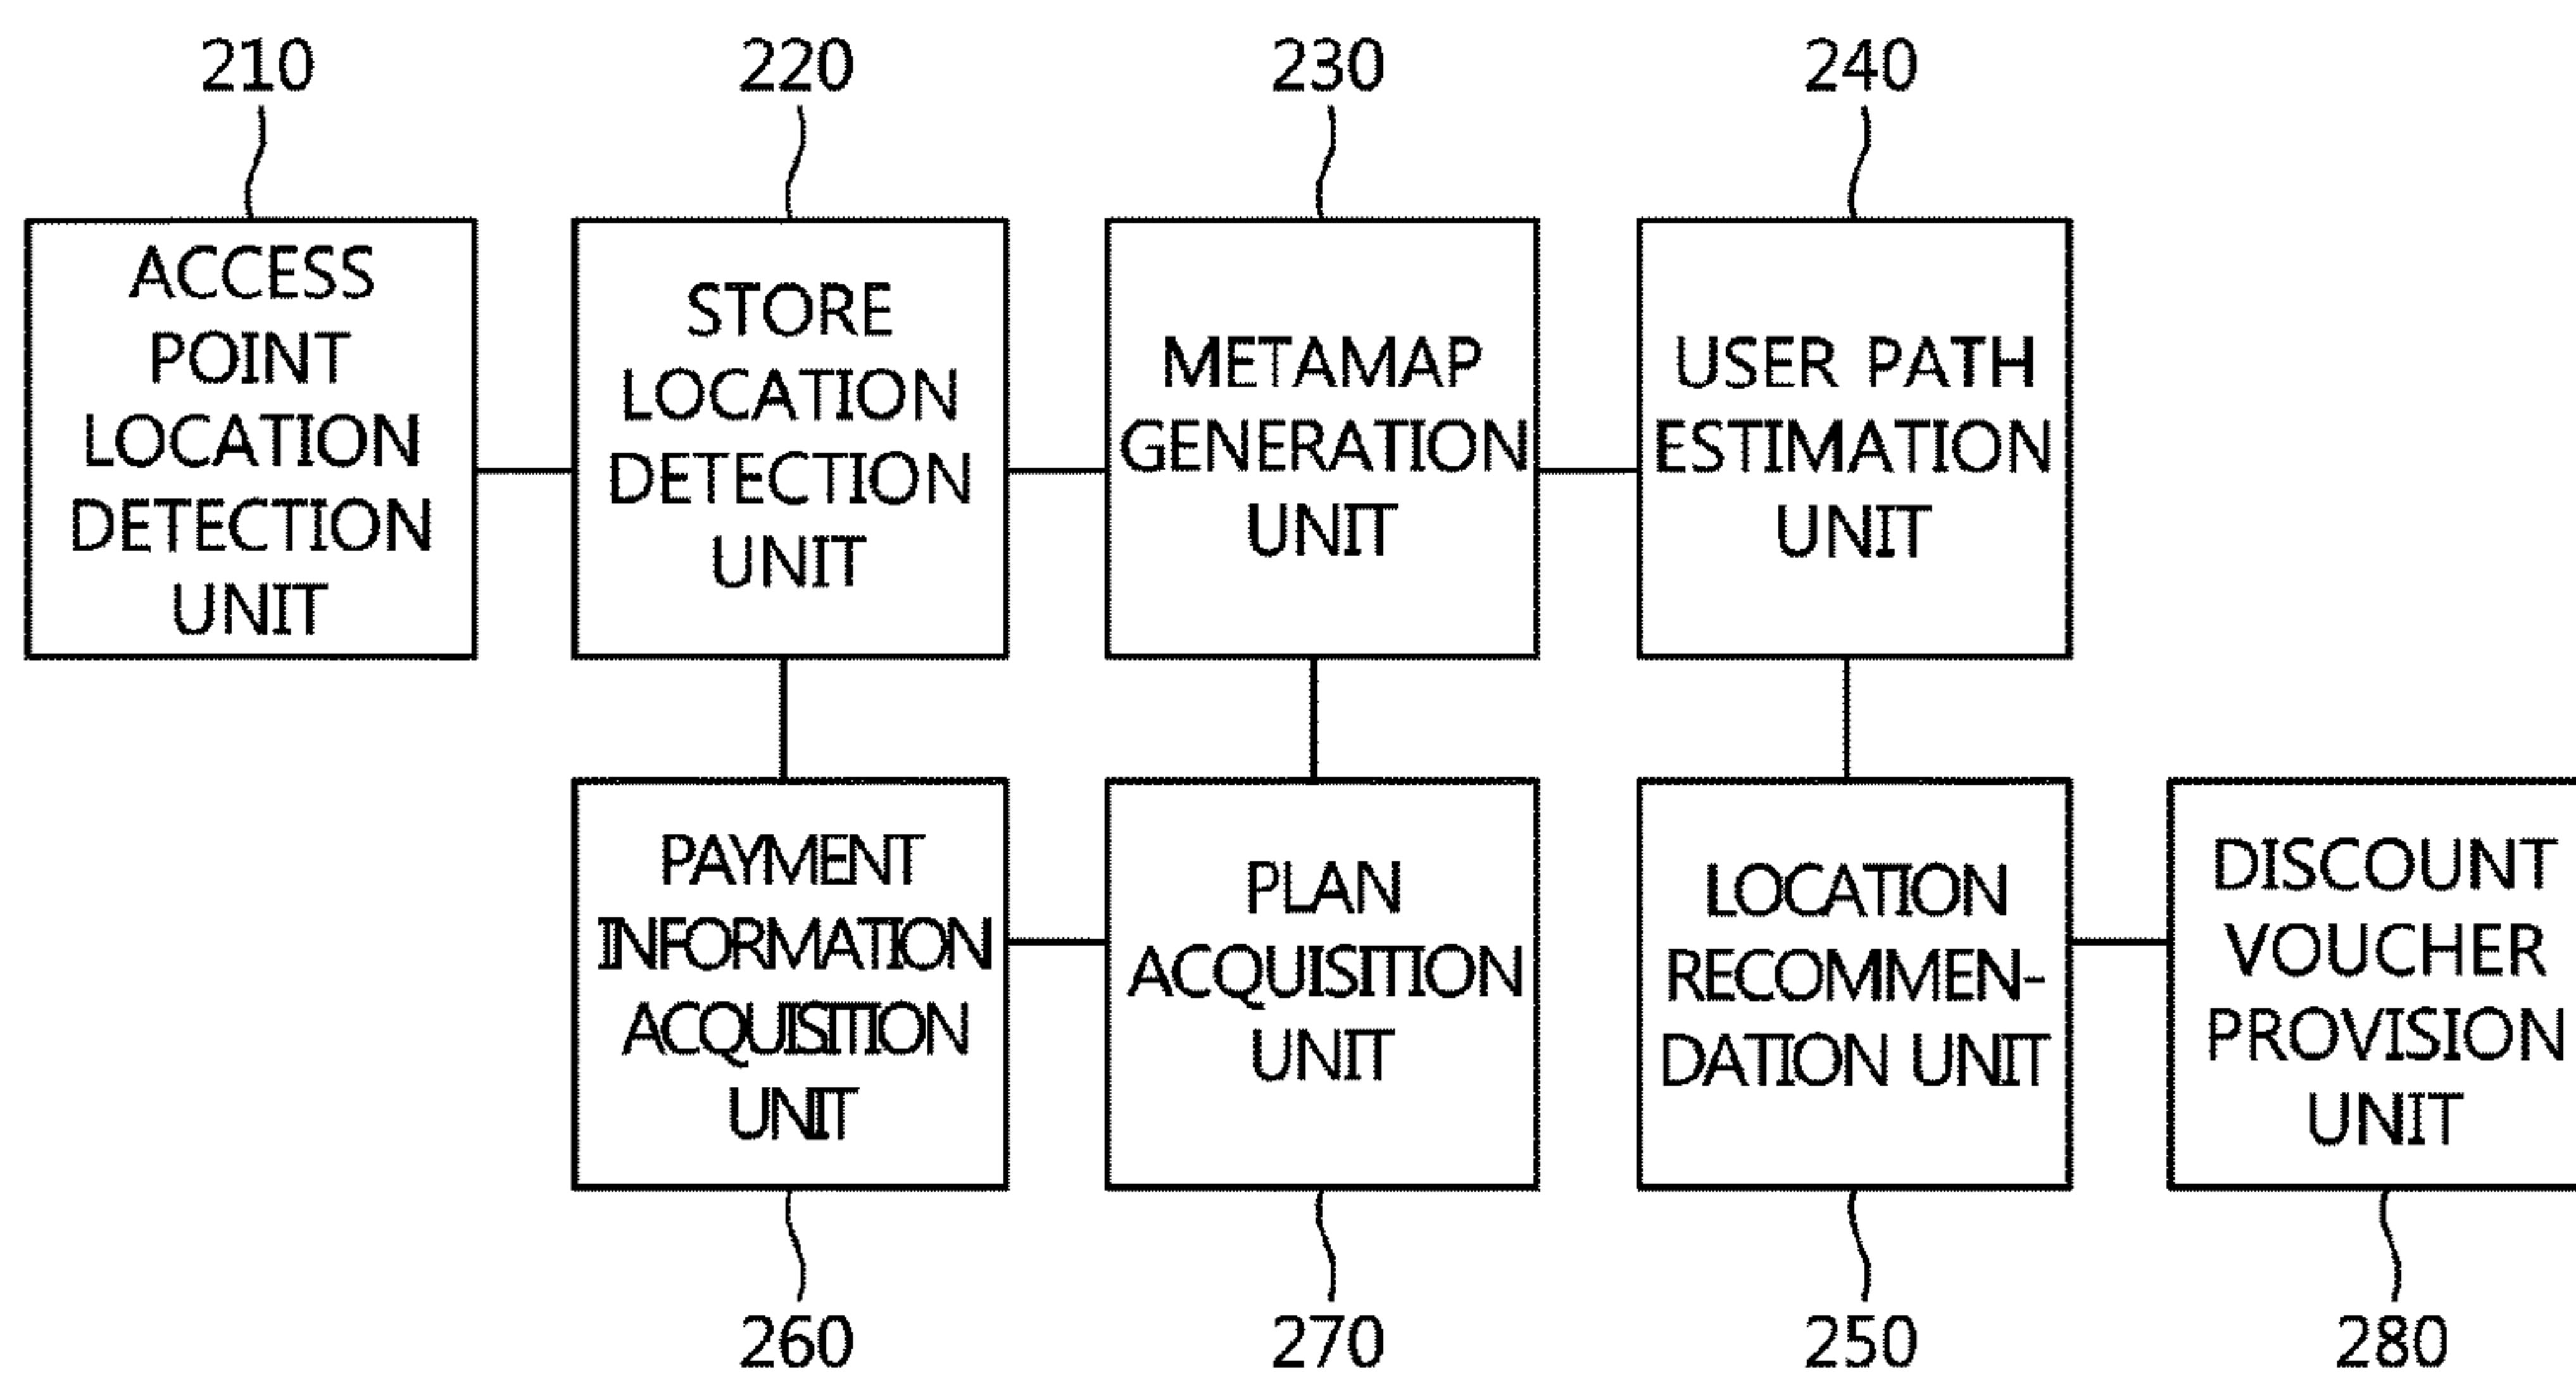 210
220
230
240
ACCESS
POINT
LOCATION
DETECTION
UNIT
STORE
LOCATION
DETECTION
UNIT
METAMAP
GENERATION
UNIT
USER PATH
ESTIMATION
UNIT
PAYMENT
INFORMATION
ACQUISITION
UNIT
PLAN
ACQUISITION
UNIT
LOCATION
RECOMMEN-
DATION UNIT
DISCOUNT
VOUCHER
PROVISION
UNIT
260
270
250
280